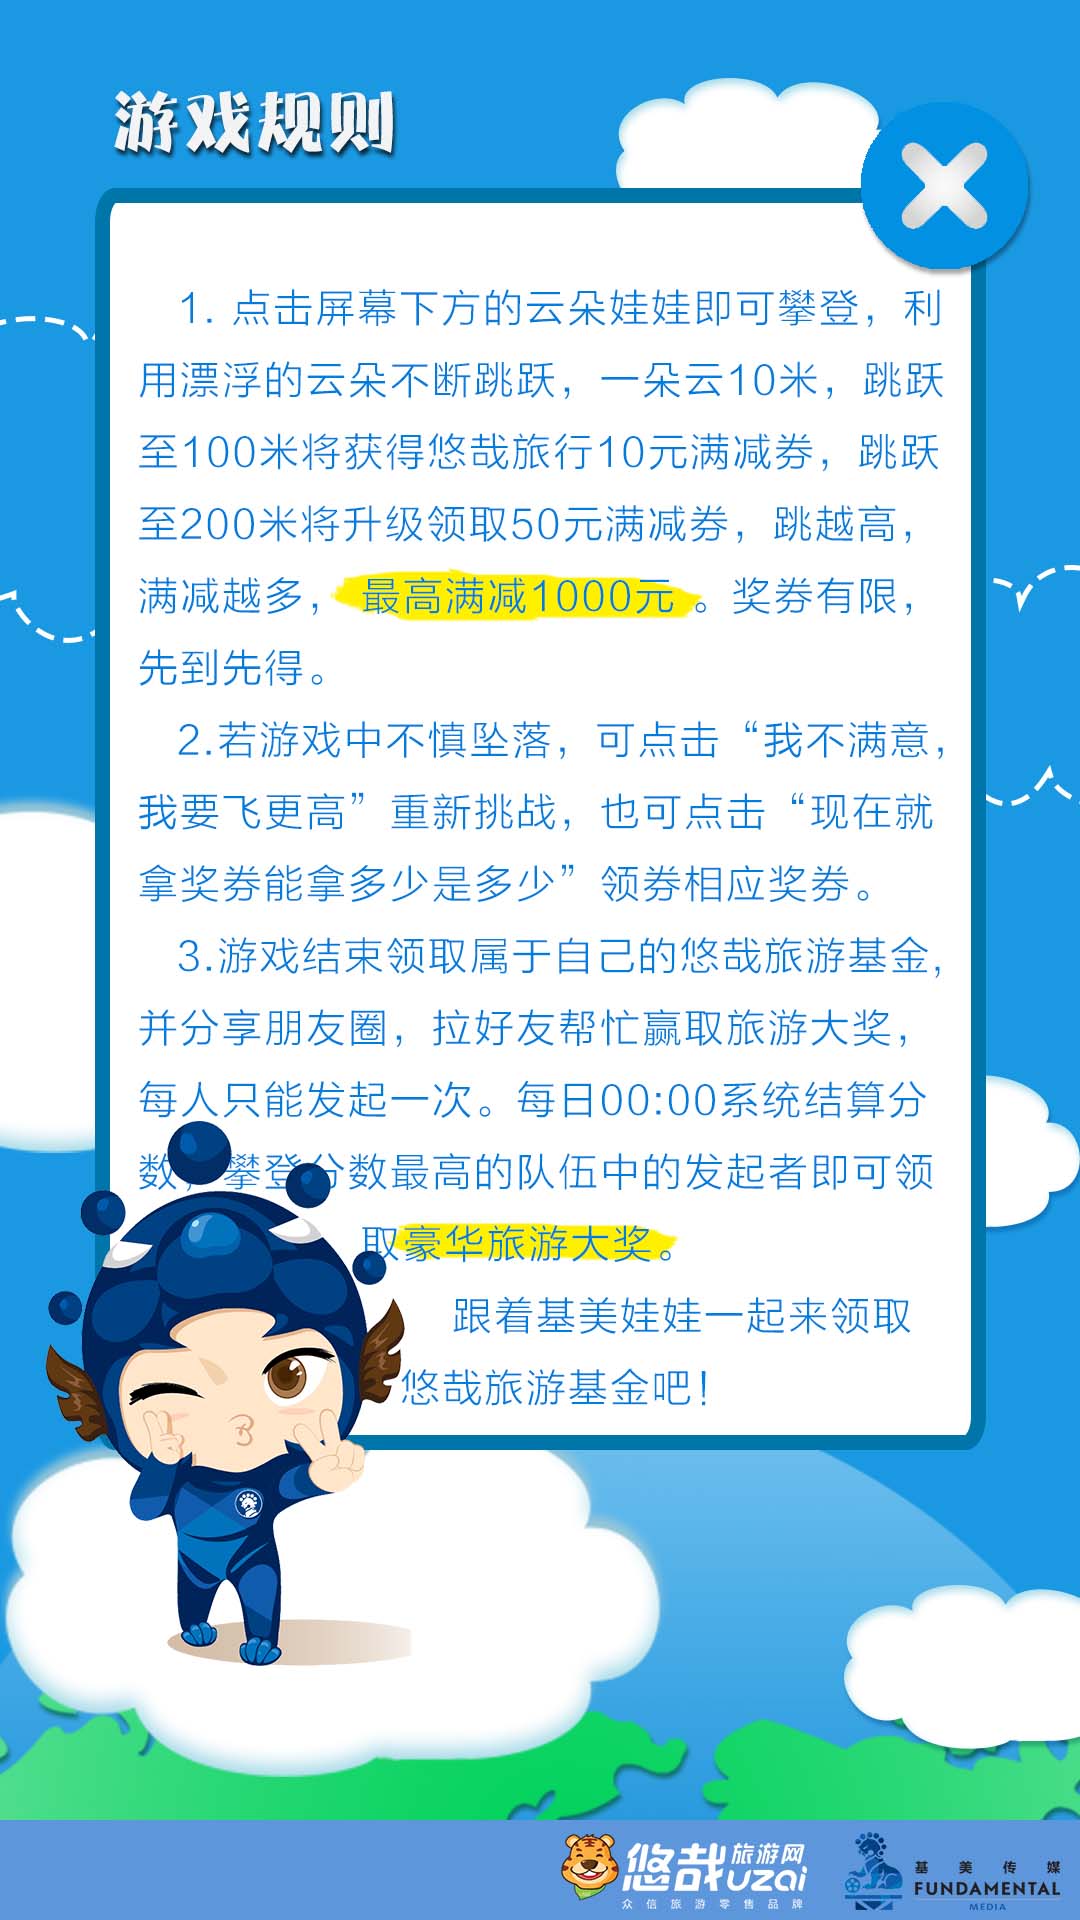 游戏规则
1. 点击屏幕下方的云朵娃娃即可攀登，利
用漂浮的云朵不断跳跃，一朵云10米，跳跃
至100米将获得悠哉旅行10元满减券，跳跃
至200米将升级领取50元满减券，跳越高，
满减越多，最高满减1000元。奖券有限，
先到先得。
2.若游戏中不慎坠落，可点击“我不满意，
我要飞更高”重新挑战，也可点击“现在就
拿奖券能拿多少是多少”领券相应奖券。
3.游戏结束领取属于自己的悠哉旅游基金，
并分享朋友圈，拉好友帮忙赢取旅游大奖，
每人只能发起一次。每日00:00系统结算分
数，攀登分数最高的队伍中的发起者即可领
取豪华旅游大奖。
跟着基美娃娃一起来领取
悠哉旅游基金吧！
悠哉旅游网
uzai
众信旅游零售品牌
基美传媒
FUNDAMENTAL
MEDIA